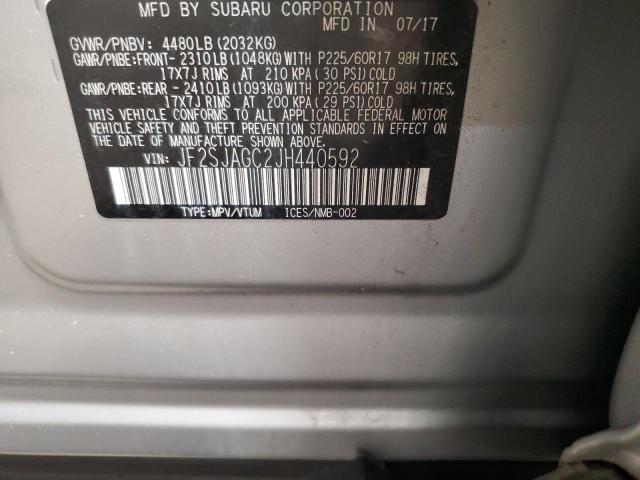 MFD BY SUBARU CORPORATION
MFD IN 07/17
GVWR/PNBV: 4480LB (2032KG)
GAWR/PNBE:FRONT- 2310LB (1048KG)WITH P225/60R17 98H TIRES,
17X7J RIMS AT 210 KPA (30 PSI)COLD
GAWR/PNBE:REAR - 2410LB (1093KG)WITH P225/60R17 98H TIRES,
17X7J RIMS AT 200 KPA (29 PSI)COLD
THIS VEHICLE CONFORMS TO ALL APPLICABLE FEDERAL MOTOR
VEHICLE SAFETY AND THEFT PREVENTION STANDARDS IN EFFECT
ON THE DATE OF MANUFACTURE SHOWN ABOVE.
VIN: JF2SJAGC2JH440592
TYPE:MPV/VTUM ICES/NMB-002